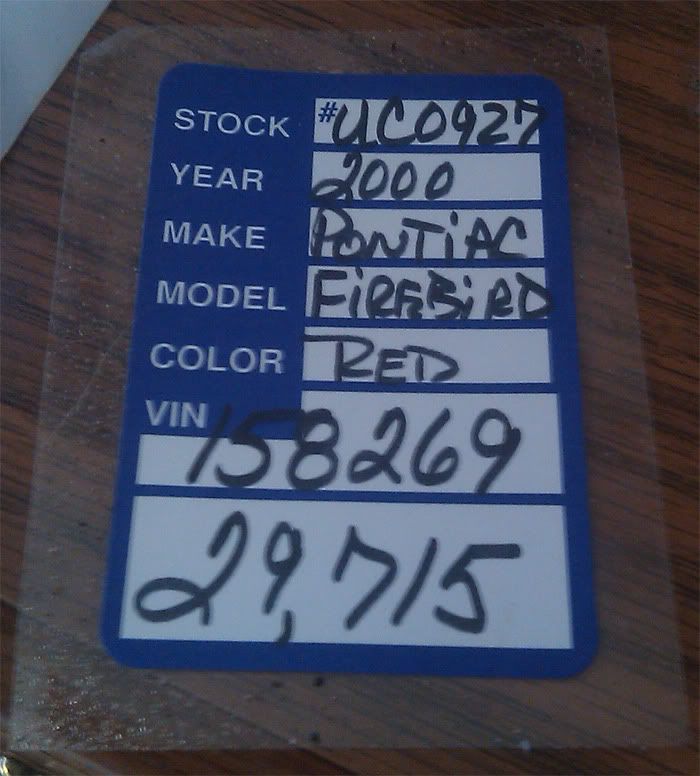 STOCK #UC0927
YEAR 2000
MAKE PONTiAC
MODEL FiREBiRD
COLOR RED
VIN 158269
29,715